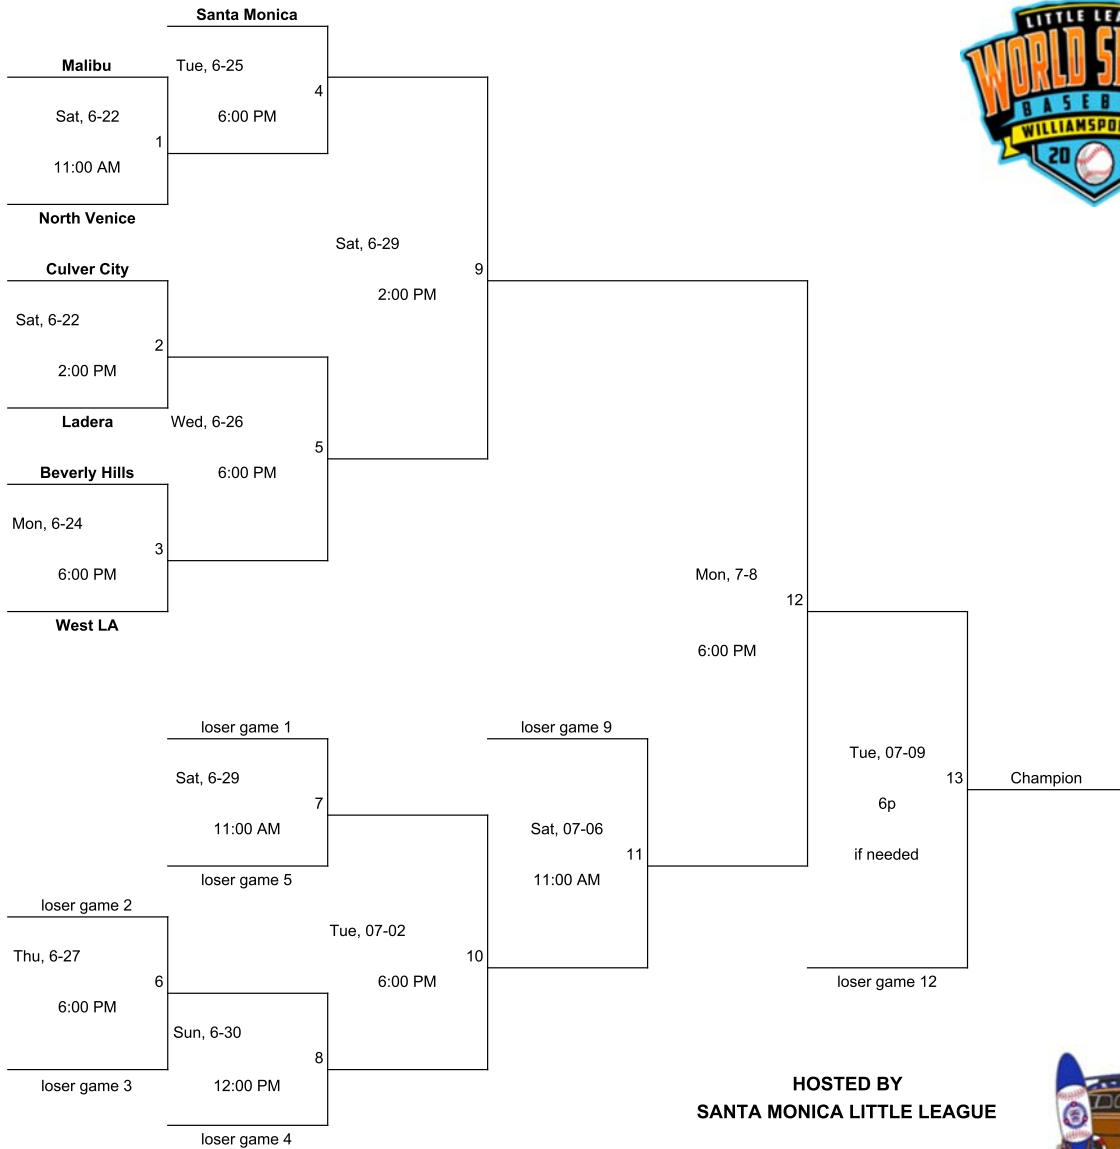 Santa Monica
Malibu
Tue, 6-25
4
Sat, 6-22
6:00 PM
1
11:00 AM
North Venice
LITTLE LEA
WORLD S
BASEB
WILLIAMSPO
20
Sat, 6-29
9
2:00 PM
Culver City
Sat, 6-22
2
2:00 PM
Ladera
Wed, 6-26
5
6:00 PM
Beverly Hills
Mon, 6-24
3
6:00 PM
West LA
Mon, 7-8
12
6:00 PM
loser game 1
loser game 9
Sat, 6-29
7
11:00 AM
loser game 5
Sat, 07-06
11
11:00 AM
Tue, 07-09
13
Champion
6p
if needed
loser game 2
Thu, 6-27
6
6:00 PM
loser game 3
Tue, 07-02
10
6:00 PM
loser game 12
Sun, 6-30
8
12:00 PM
loser game 4
HOSTED BY
SANTA MONICA LITTLE LEAGUE